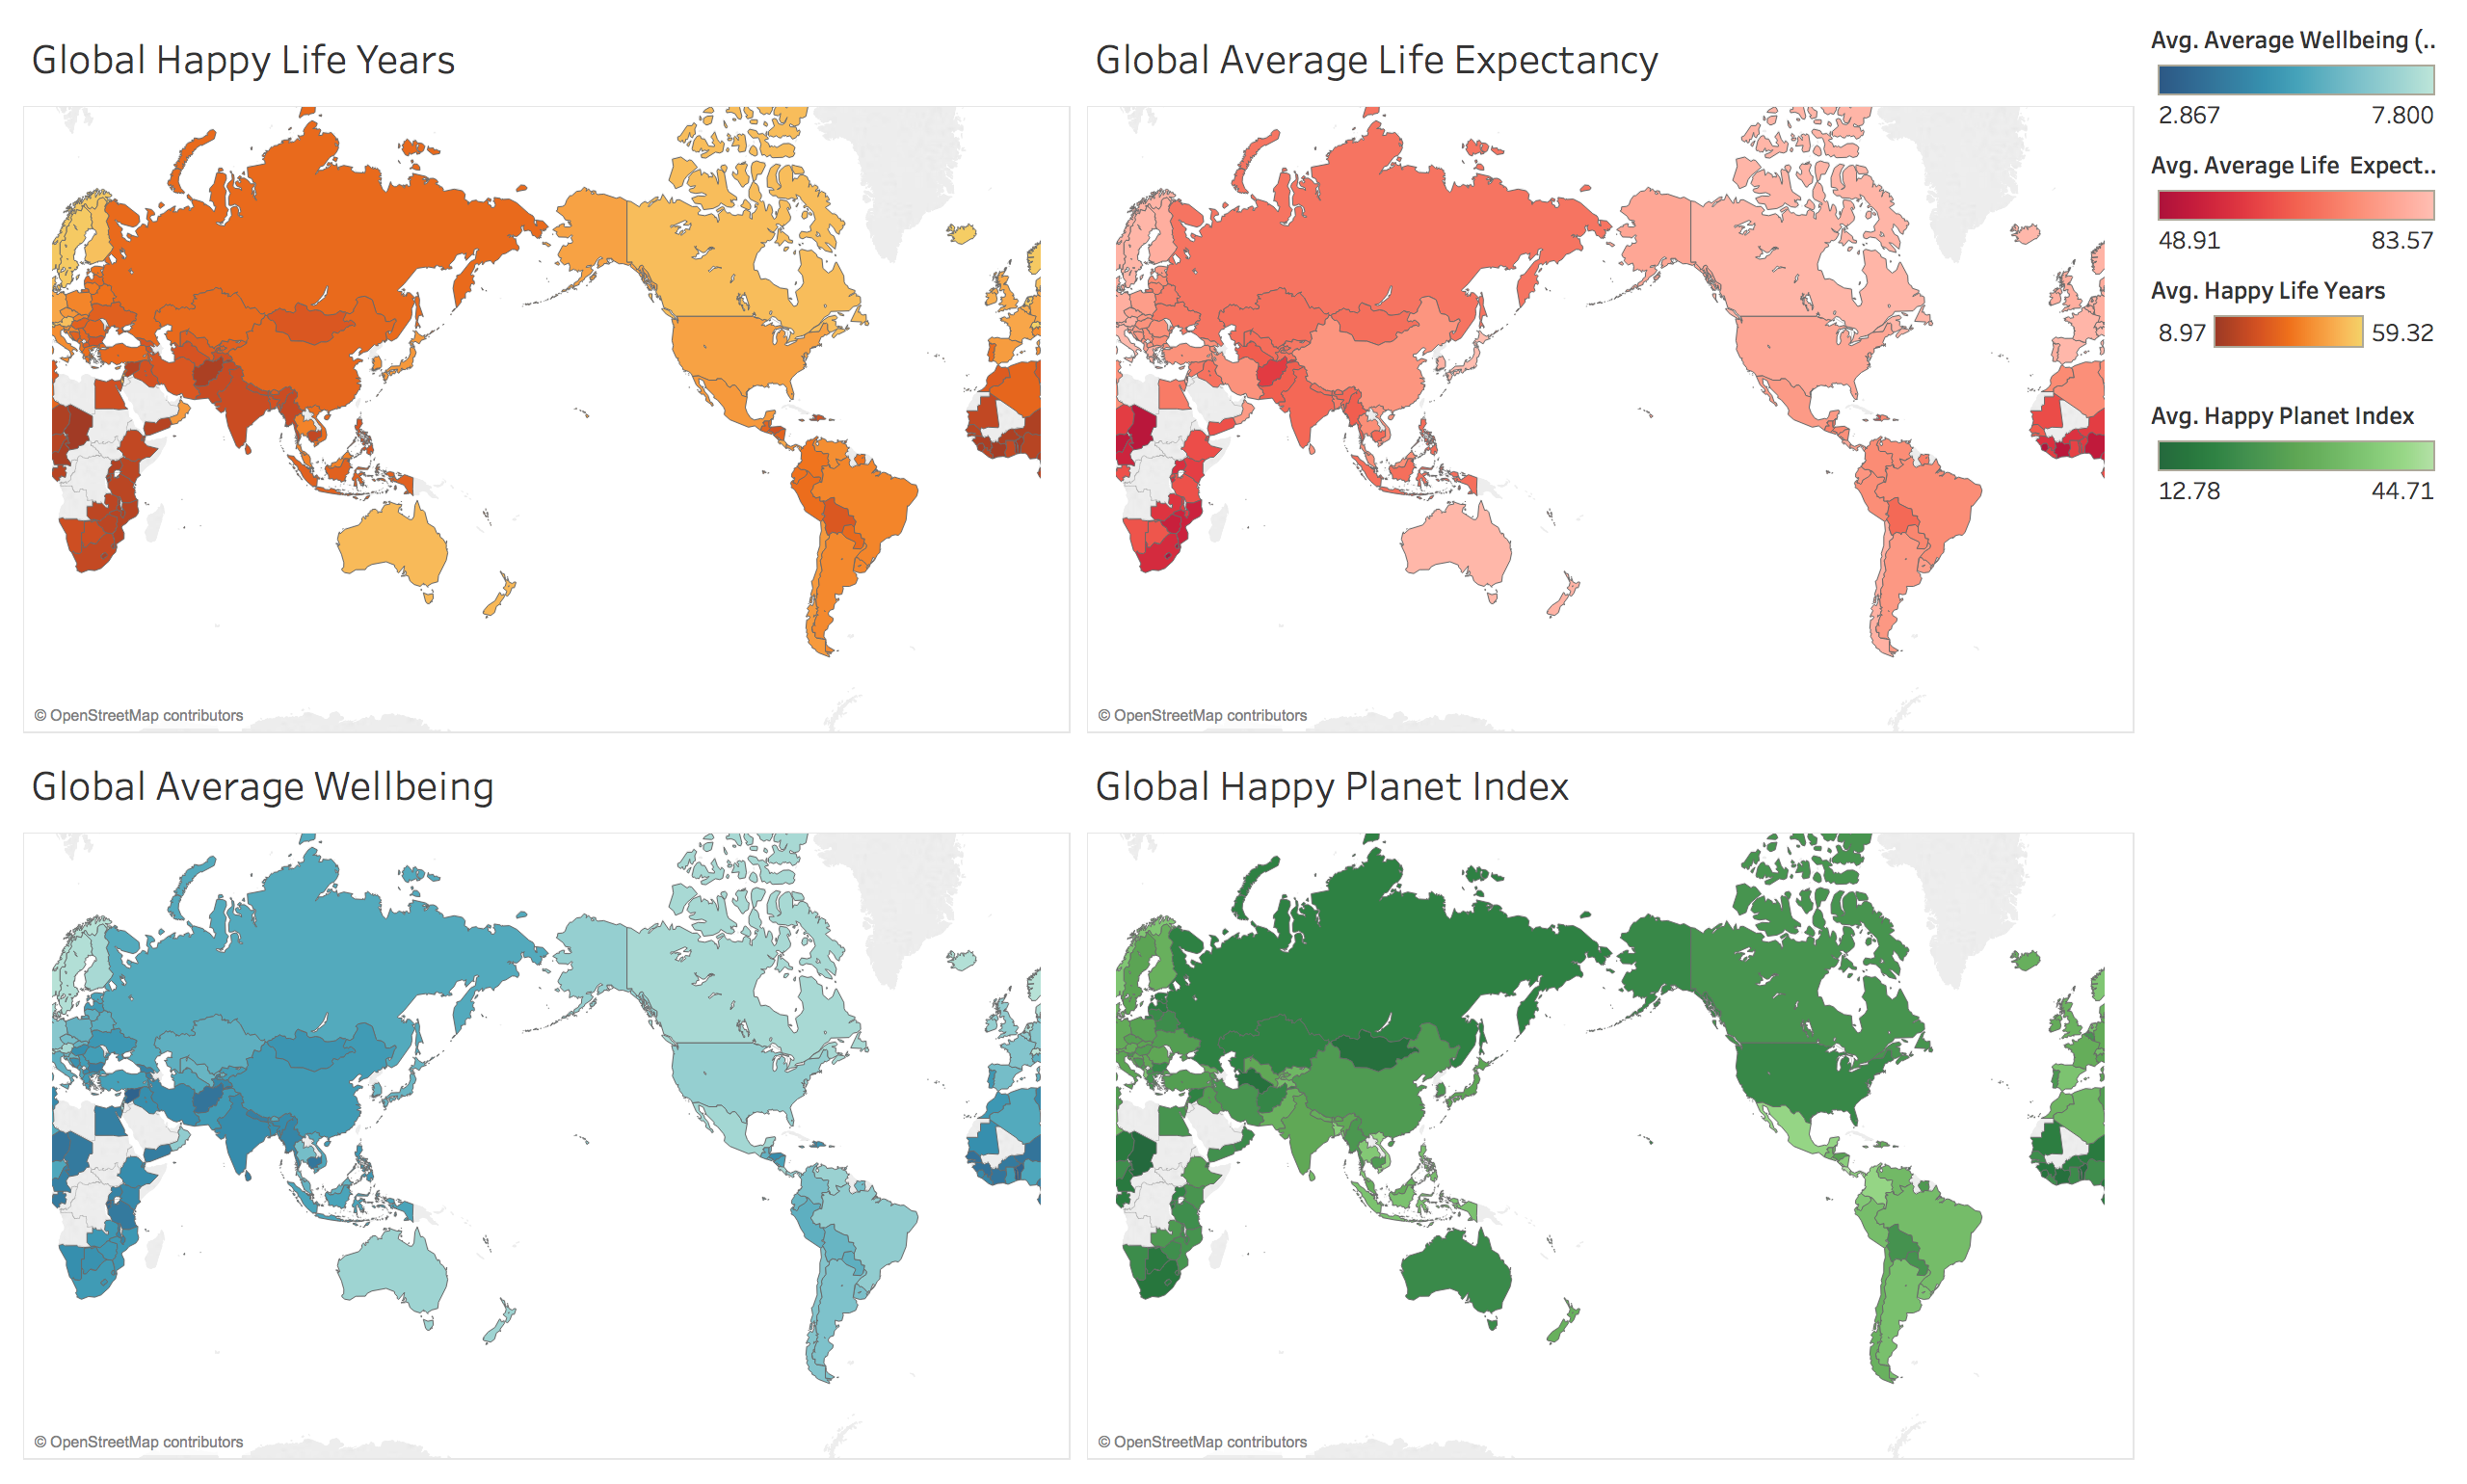 Global Happy Life Years
© OpenStreetMap contributors
Global Average Life Expectancy
© OpenStreetMap contributors
Global Average Wellbeing
© OpenStreetMap contributors
Global Happy Planet Index
© OpenStreetMap contributors
Avg. Average Wellbeing (..
2.867 7.800
Avg. Average Life Expect..
48.91 83.57
Avg. Happy Life Years
8.97 59.32
Avg. Happy Planet Index
12.78 44.71